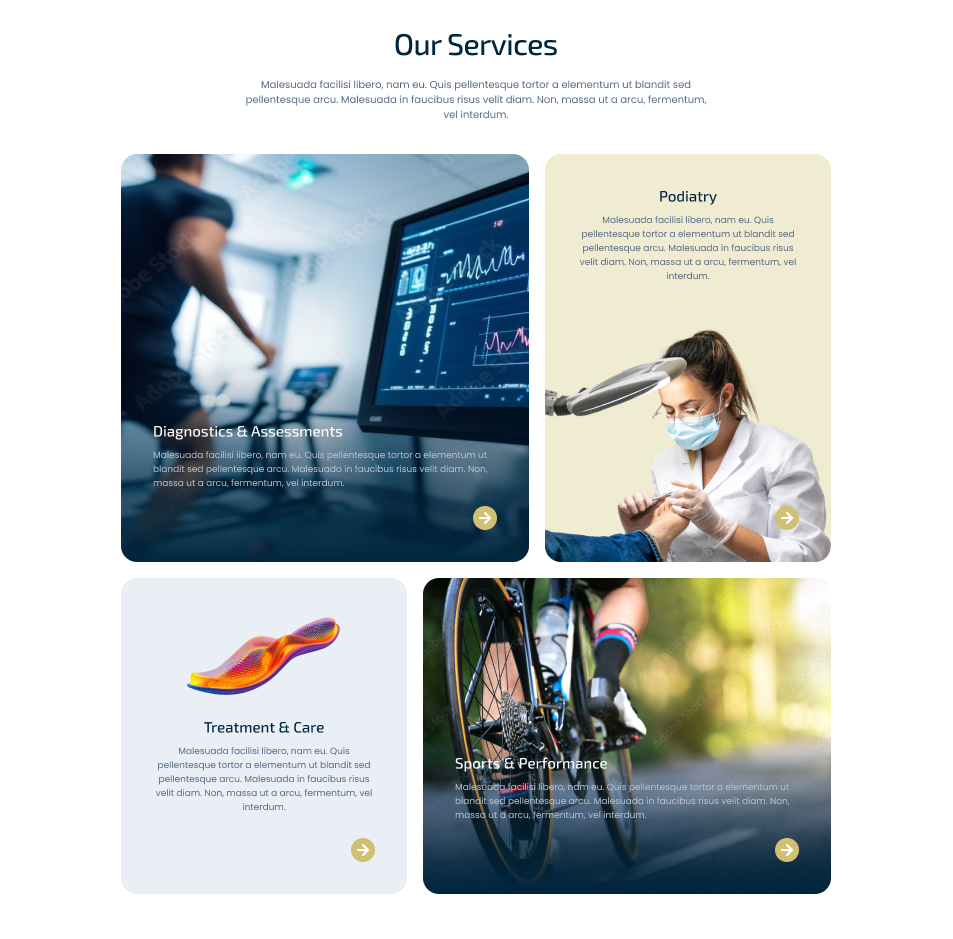 Our Services
Malesuada facilisi libero, nam eu. Quis pellentesque tortor a elementum ut blandit sed
pellentesque arcu. Malesuada in faucibus risus velit diam. Non, massa ut a arcu, fermentum,
vel interdum.
Diagnostics & Assessments
Malesuada facilisi libero, nam eu. Quis pellentesque tortor a elementum ut
blandit sed pellentesque arcu. Malesuada in faucibus risus velit diam. Non,
massa ut a arcu, fermentum, vel interdum.
Podiatry
Malesuada facilisi libero, nam eu. Quis
pellentesque tortor a elementum ut blandit sed
pellentesque arcu. Malesuada in faucibus risus
velit diam. Non, massa ut a arcu, fermentum, vel
interdum.
Treatment & Care
Malesuada facilisi libero, nam eu. Quis
pellentesque tortor a elementum ut blandit sed
pellentesque arcu. Malesuada in faucibus risus
velit diam. Non, massa ut a arcu, fermentum, vel
interdum.
Sports & Performance
Malesuada facilisi libero, nam eu. Quis pellentesque tortor a elementum ut
blandit sed pellentesque arcu. Malesuada in faucibus risus velit diam. Non,
massa ut a arcu, fermentum, vel interdum.